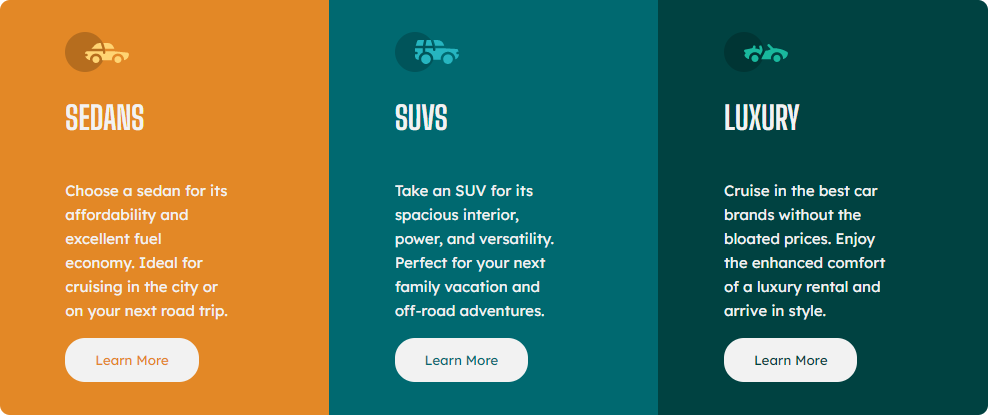 SEDANS
Choose a sedan for its
affordability and
excellent fuel
economy. Ideal for
cruising in the city or
on your next road trip.
Learn More
SUVS
Take an SUV for its
spacious interior,
power, and versatility.
Perfect for your next
family vacation and
off-road adventures.
Learn More
LUXURY
Cruise in the best car
brands without the
bloated prices. Enjoy
the enhanced comfort
of a luxury rental and
arrive in style.
Learn More